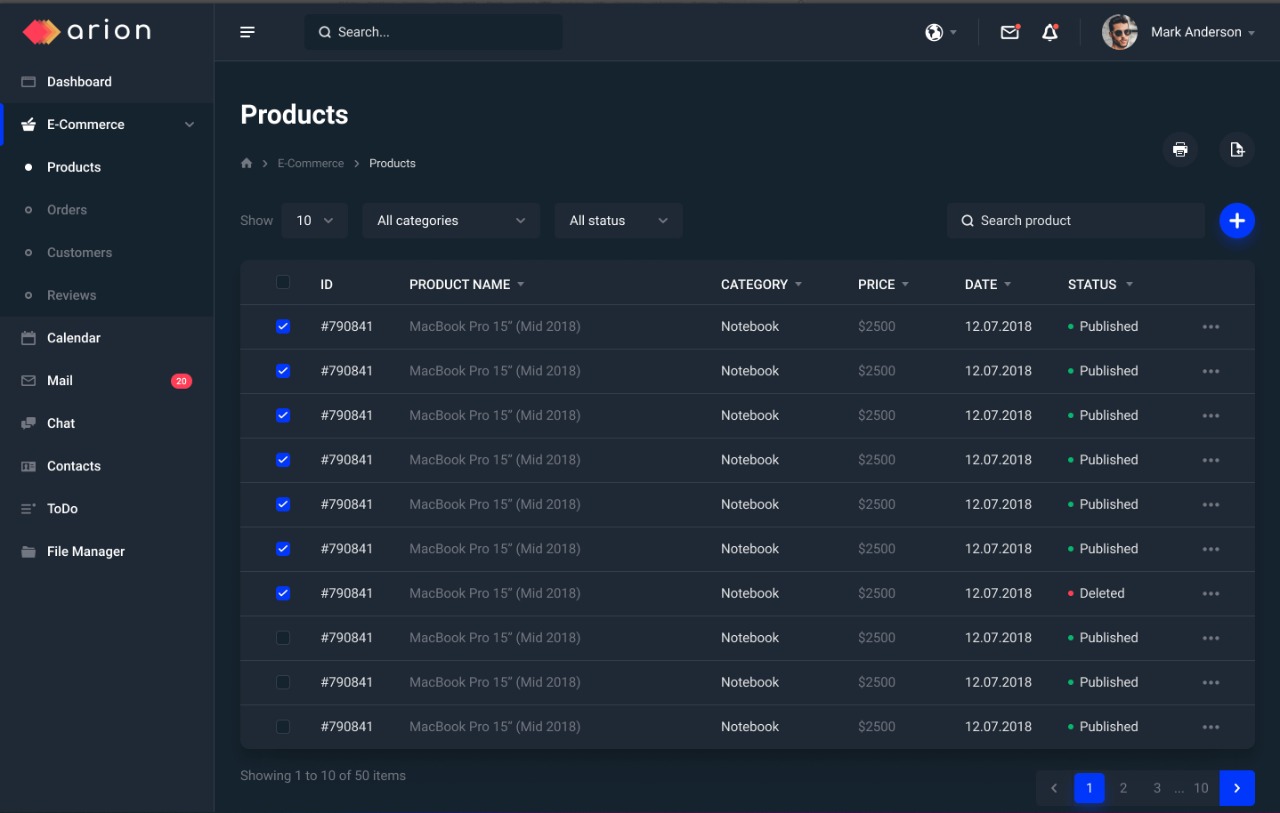 arion
Search...
Mark Anderson
Dashboard
E-Commerce
Products
Orders
Customers
Reviews
Calendar
Mail 20
Chat
Contacts
ToDo
File Manager
Products
E-Commerce > Products
Show 10 All categories All status Search product
ID PRODUCT NAME CATEGORY PRICE DATE STATUS
#790841 MacBook Pro 15” (Mid 2018) Notebook $2500 12.07.2018 Published
#790841 MacBook Pro 15” (Mid 2018) Notebook $2500 12.07.2018 Published
#790841 MacBook Pro 15” (Mid 2018) Notebook $2500 12.07.2018 Published
#790841 MacBook Pro 15” (Mid 2018) Notebook $2500 12.07.2018 Published
#790841 MacBook Pro 15” (Mid 2018) Notebook $2500 12.07.2018 Published
#790841 MacBook Pro 15” (Mid 2018) Notebook $2500 12.07.2018 Published
#790841 MacBook Pro 15” (Mid 2018) Notebook $2500 12.07.2018 Deleted
#790841 MacBook Pro 15” (Mid 2018) Notebook $2500 12.07.2018 Published
#790841 MacBook Pro 15” (Mid 2018) Notebook $2500 12.07.2018 Published
#790841 MacBook Pro 15” (Mid 2018) Notebook $2500 12.07.2018 Published
Showing 1 to 10 of 50 items
1 2 3 ... 10